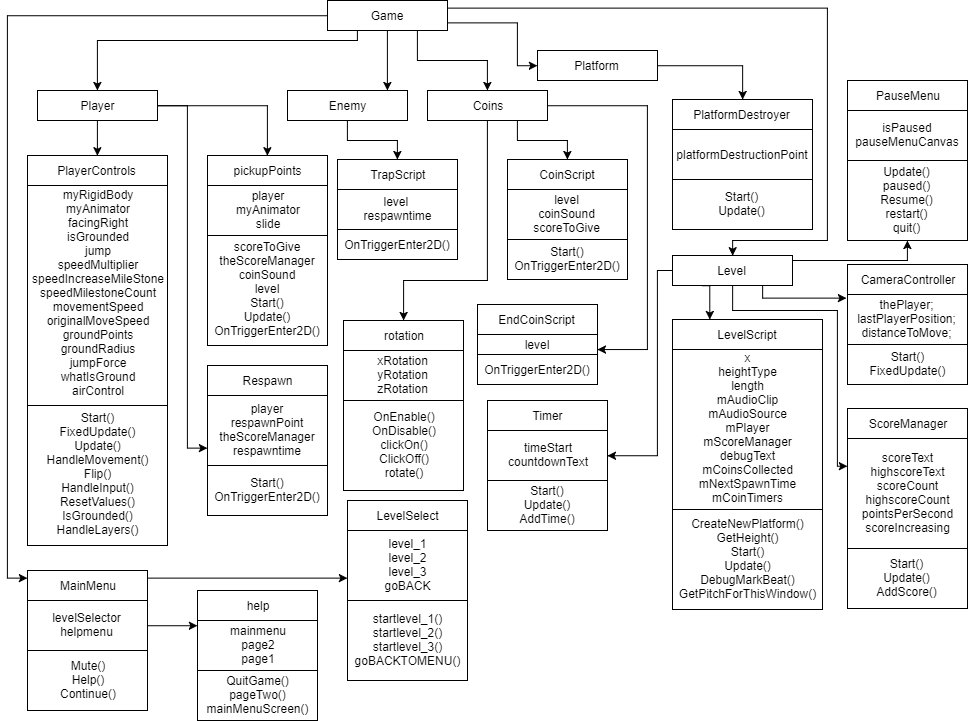 Game
Platform
Player
Enemy
Coins
PlatformDestroyer
platformDestructionPoint
Start()
Update()
PauseMenu
isPaused
pauseMenuCanvas
Update()
paused()
Resume()
restart()
quit()
PlayerControls
myRigidBody
myAnimator
facingRight
isGrounded
jump
speedMultiplier
speedIncreaseMileStone
speedMilestoneCount
movementSpeed
originalMoveSpeed
groundPoints
groundRadius
jumpForce
whatIsGround
airControl
Start()
FixedUpdate()
Update()
HandleMovement()
Flip()
HandleInput()
ResetValues()
IsGrounded()
HandleLayers()
pickupPoints
player
myAnimator
slide
scoreToGive
theScoreManager
coinSound
level
Start()
Update()
OnTriggerEnter2D()
TrapScript
level
respawntime
OnTriggerEnter2D()
CoinScript
level
coinSound
scoreToGive
Start()
OnTriggerEnter2D()
Level
CameraController
thePlayer;
lastPlayerPosition;
distanceToMove;
Start()
FixedUpdate()
rotation
xRotation
yRotation
zRotation
OnEnable()
OnDisable()
clickOn()
ClickOff()
rotate()
EndCoinScript
level
OnTriggerEnter2D()
LevelScript
x
heightType
length
mAudioClip
mAudioSource
mPlayer
mScoreManager
debugText
mCoinsCollected
mNextSpawnTime
mCoinTimers
CreateNewPlatform()
GetHeight()
Start()
Update()
DebugMarkBeat()
GetPitchForThisWindow()
Respawn
player
respawnPoint
theScoreManager
respawntime
Start()
OnTriggerEnter2D()
Timer
timeStart
countdownText
Start()
Update()
AddTime()
ScoreManager
scoreText
highscoreText
scoreCount
highscoreCount
pointsPerSecond
scoreIncreasing
Start()
Update()
AddScore()
LevelSelect
level_1
level_2
level_3
goBACK
startlevel_1()
startlevel_2()
startlevel_3()
goBACKTOMENU()
MainMenu
levelSelector
helpmenu
Mute()
Help()
Continue()
help
mainmenu
page2
page1
QuitGame()
pageTwo()
mainMenuScreen()